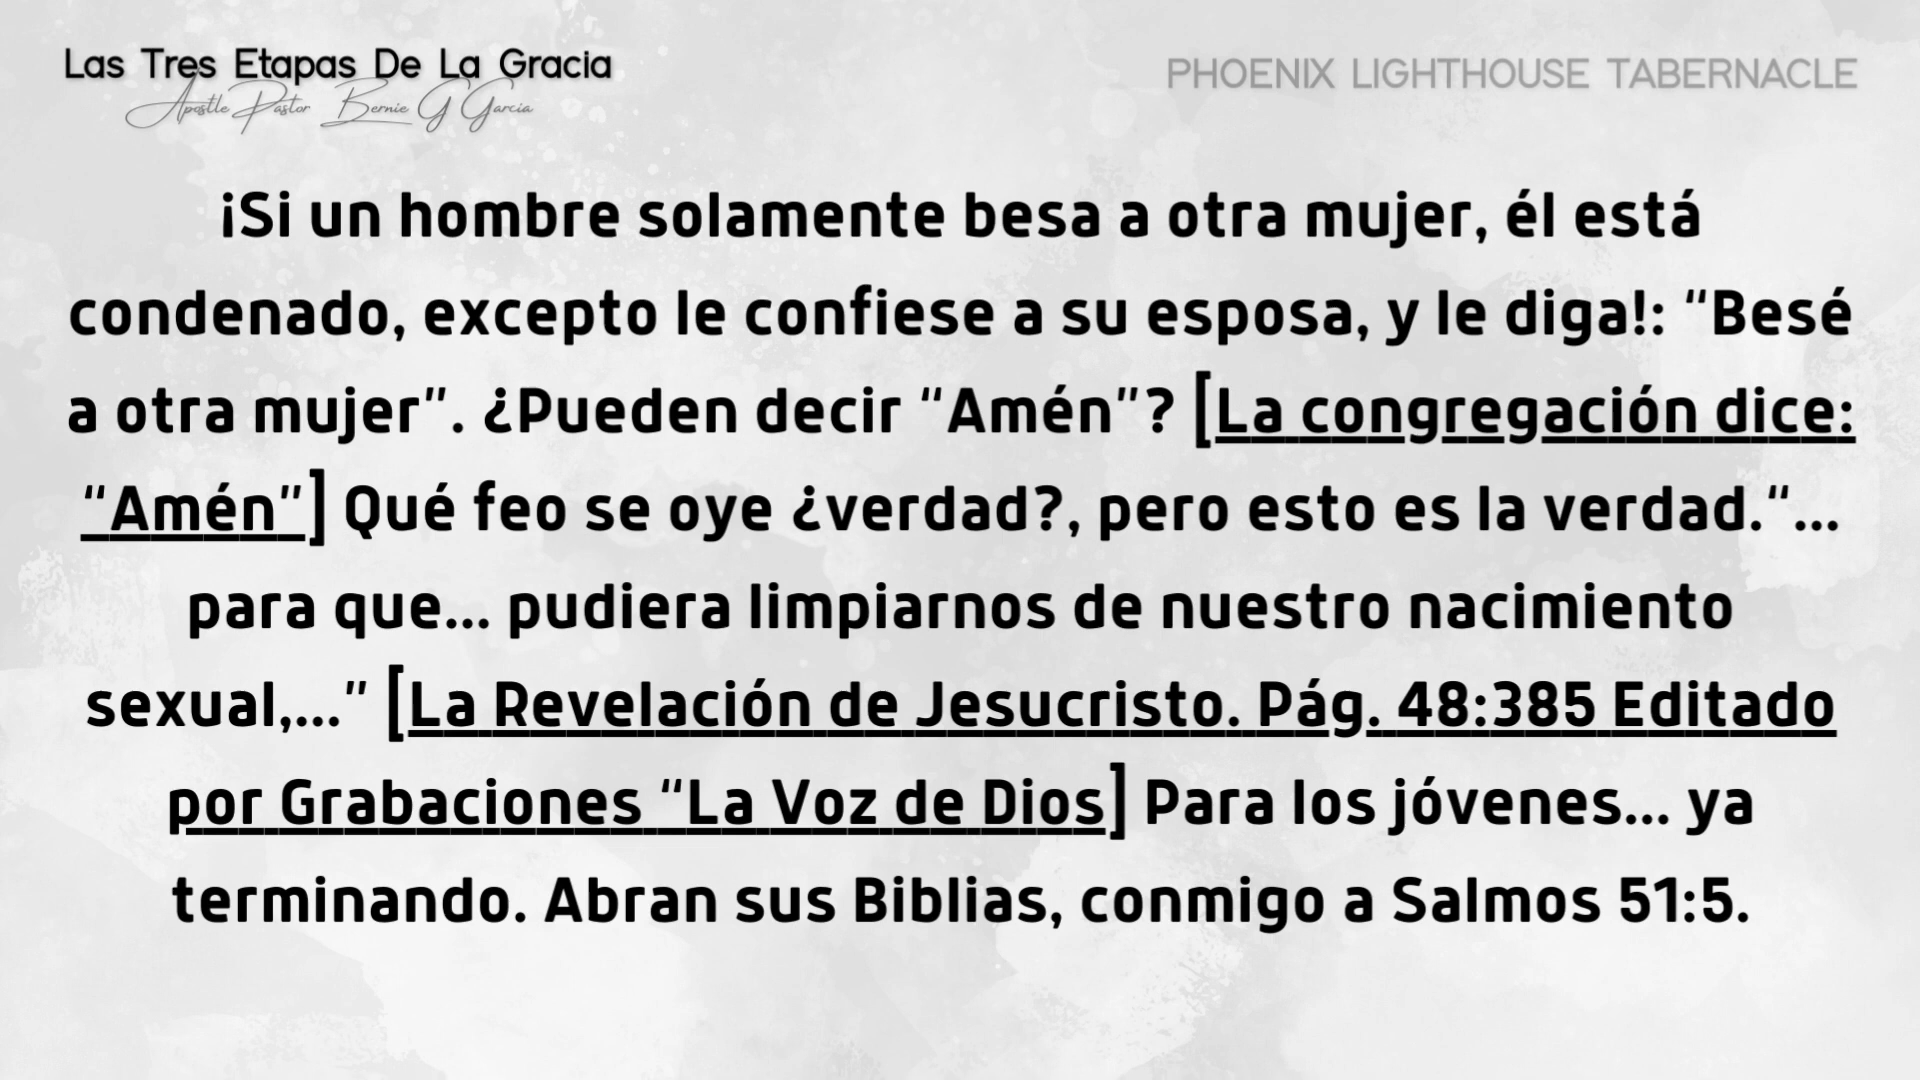 Las Tres Etapas De La Gracia
Apostle Pastor Bernie G Garcia
PHOENIX LIGHTHOUSE TABERNACLE
¡Si un hombre solamente besa a otra mujer, él está
condenado, excepto le confiese a su esposa, y le diga!: “Besé
a otra mujer”. ¿Pueden decir “Amén”? [La congregación dice:
“Amén”] Qué feo se oye ¿verdad?, pero esto es la verdad.“...
para que... pudiera limpiarnos de nuestro nacimiento
sexual,...” [La Revelación de Jesucristo. Pág. 48:385 Editado
por Grabaciones “La Voz de Dios] Para los jóvenes... ya
terminando. Abran sus Biblias, conmigo a Salmos 51:5.